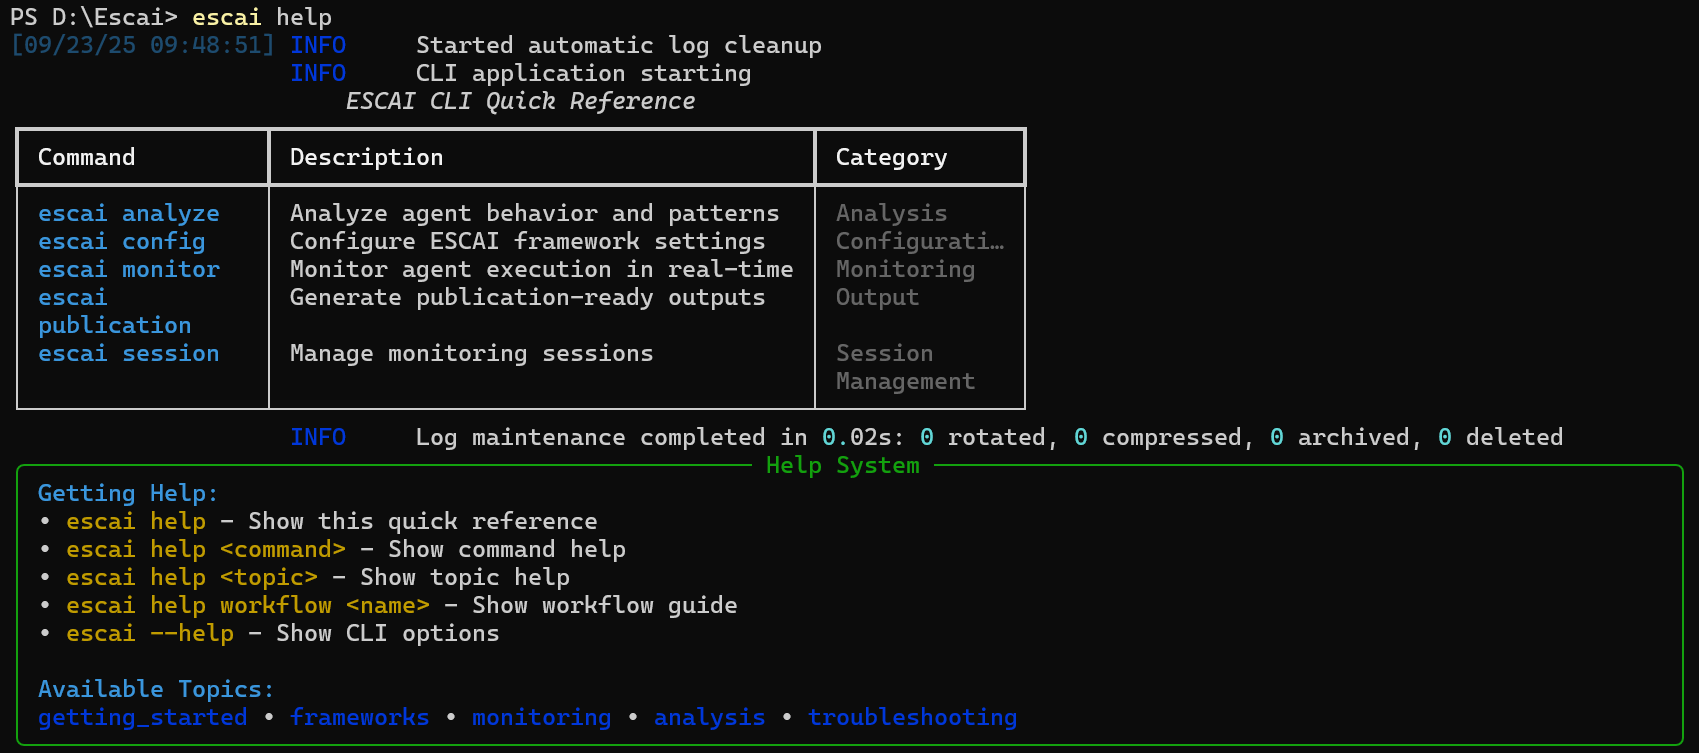 PS D:\Escai> escai help
[09/23/25 09:48:51] INFO     Started automatic log cleanup
INFO     CLI application starting
ESCAI CLI Quick Reference
Command Description Category
escai analyze Analyze agent behavior and patterns Analysis
escai config Configure ESCAI framework settings Configurati…
escai monitor Monitor agent execution in real-time Monitoring
escai Generate publication-ready outputs Output
publication
escai session Manage monitoring sessions Session
Management
INFO     Log maintenance completed in 0.02s: 0 rotated, 0 compressed, 0 archived, 0 deleted
Help System
Getting Help:
• escai help - Show this quick reference
• escai help <command> - Show command help
• escai help <topic> - Show topic help
• escai help workflow <name> - Show workflow guide
• escai --help - Show CLI options
Available Topics:
getting_started • frameworks • monitoring • analysis • troubleshooting